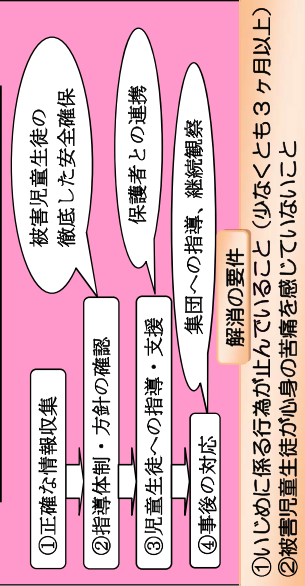 被害児童生徒の
徹底した安全確保
保護者との連携
集団への指導、継続観察
①正確な情報収集
②指導体制・方針の確認
③児童生徒への指導・支援
④事後の対応
解消の要件
①いじめに係る行為が止んでいること（少なくとも３ヶ月以上）
②被害児童生徒が心身の苦痛を感じていないこと